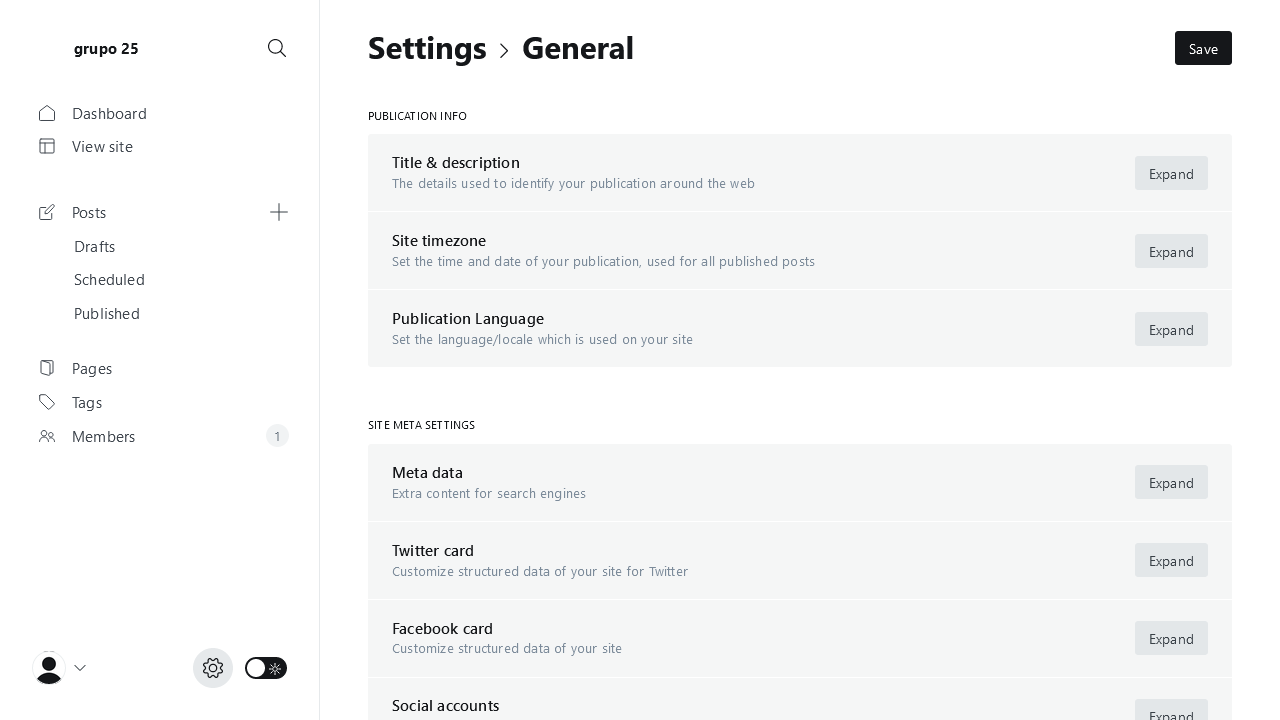 grupo 25
Dashboard
View site
Posts
Drafts
Scheduled
Published
Pages
Tags
Members
1
Settings
General
Save
PUBLICATION INFO
Title & description
The details used to identify your publication around the web
Expand
Site timezone
Set the time and date of your publication, used for all published posts
Expand
Publication Language
Set the language/locale which is used on your site
Expand
SITE META SETTINGS
Meta data
Extra content for search engines
Expand
Twitter card
Customize structured data of your site for Twitter
Expand
Facebook card
Customize structured data of your site
Expand
Social accounts
Expand